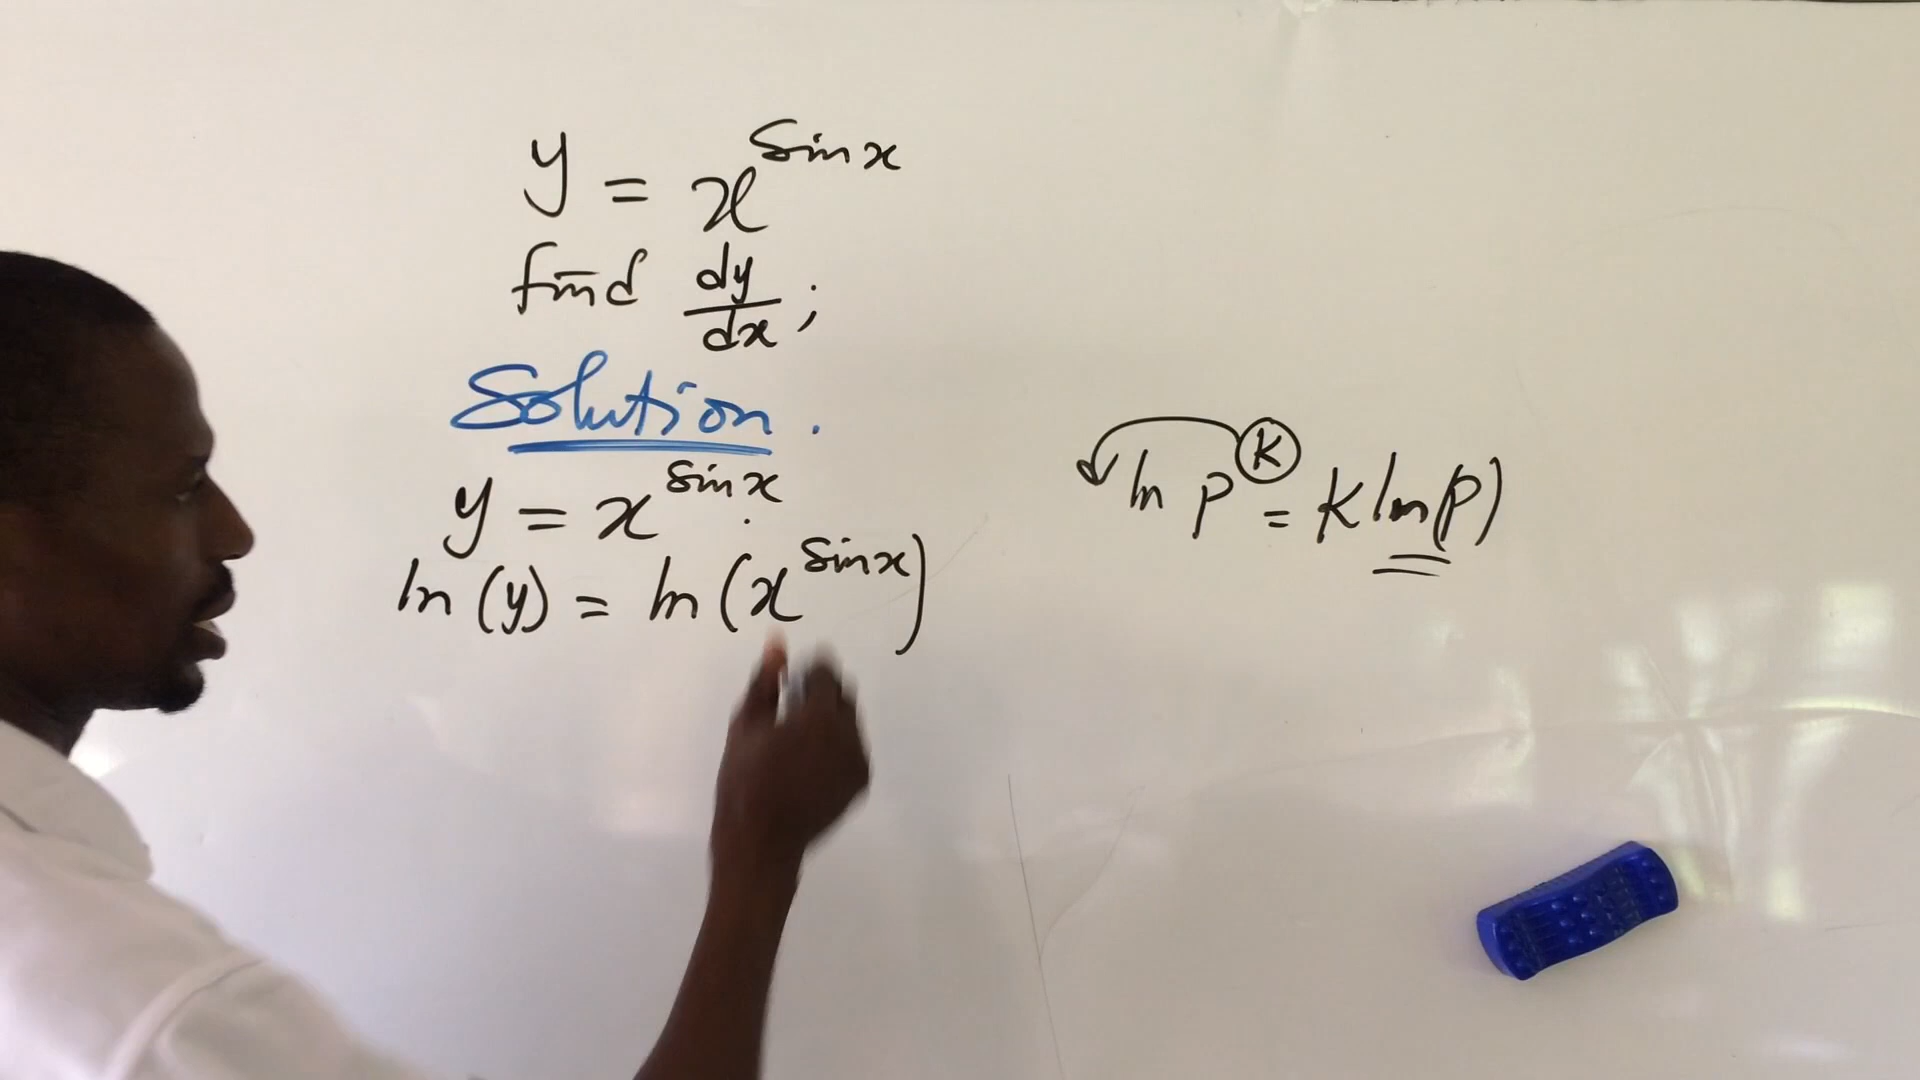 y = x^sin x
find dy/dx ;
Solution.
y = x^sin x
ln (y) = ln (x^sin x)
ln p^K = K ln(p)